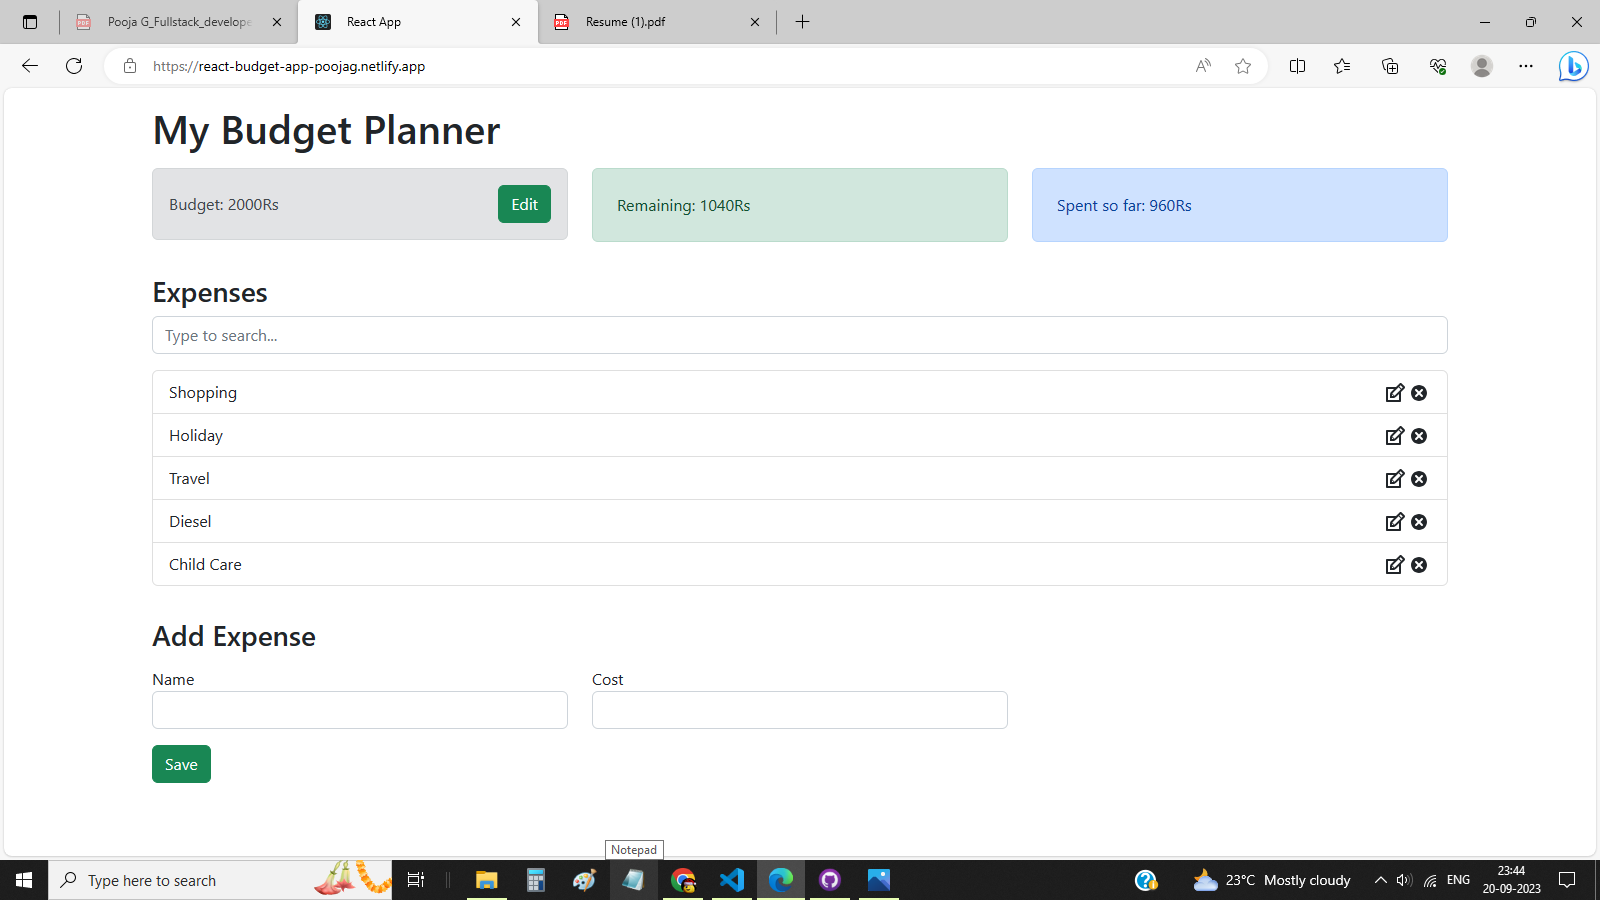 Pooja G_Fullstack_develope
React App
Resume (1).pdf
https://react-budget-app-poojag.netlify.app
My Budget Planner
Budget: 2000Rs
Edit
Remaining: 1040Rs
Spent so far: 960Rs
Expenses
Type to search...
Shopping
Holiday
Travel
Diesel
Child Care
Add Expense
Name
Cost
Save
Notepad
Type here to search
23°C Mostly cloudy
ENG
23:44
20-09-2023